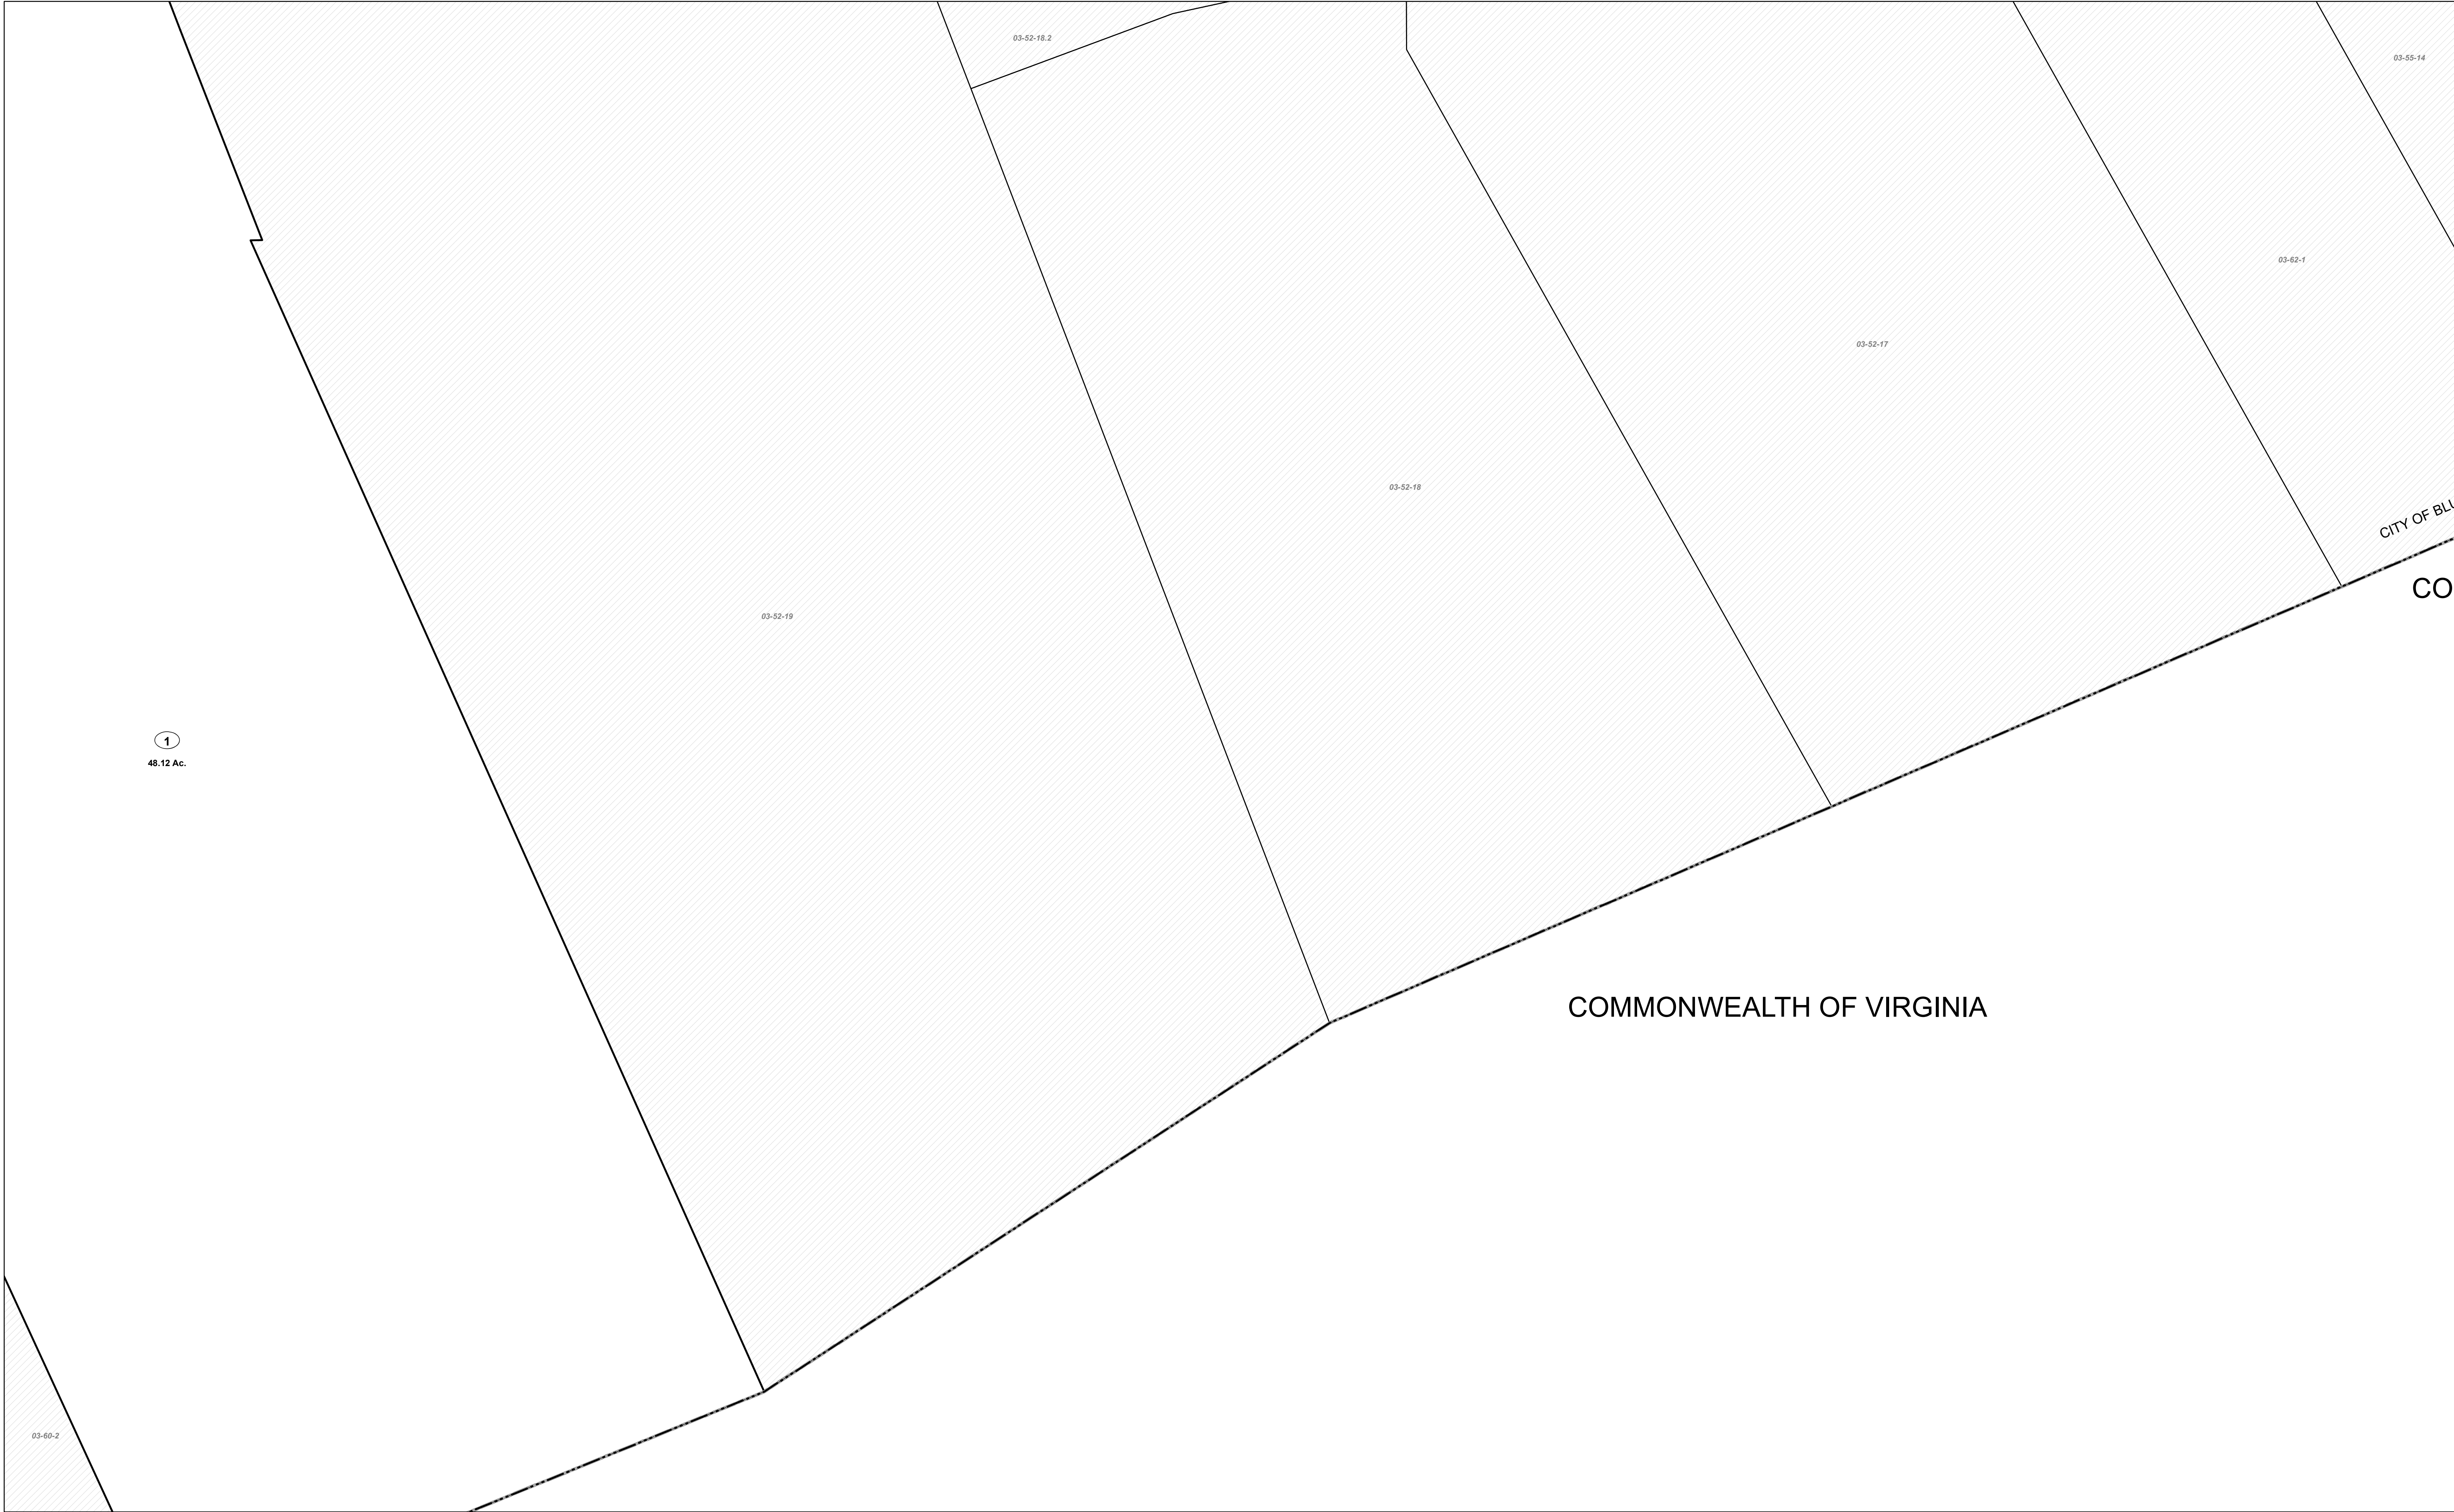 03-52-18.2
03-55-14
03-62-1
03-52-17
03-52-18
CITY OF BLU
CO
03-52-19
1
48.12 Ac.
COMMONWEALTH OF VIRGINIA
03-60-2